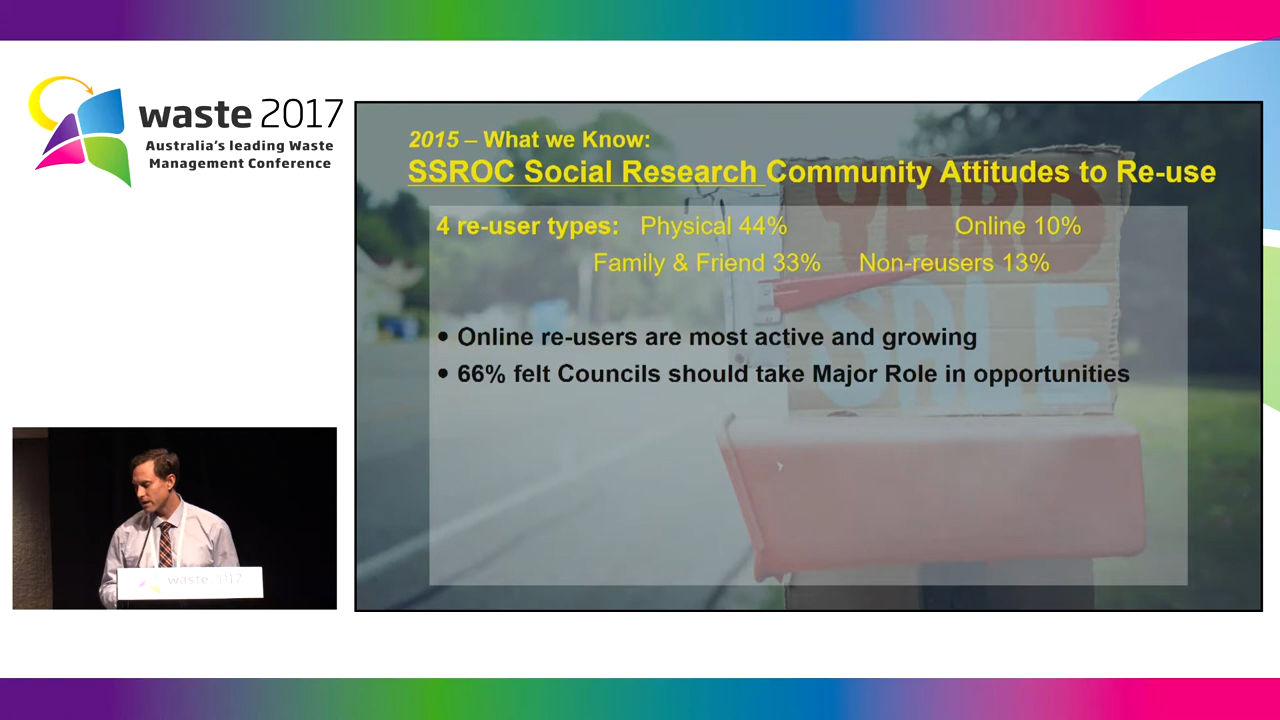 waste 2017
Australia's leading Waste
Management Conference
2015 – What we Know:
SSROC Social Research Community Attitudes to Re-use
4 re-user types: Physical 44% Online 10%
Family & Friend 33% Non-reusers 13%
• Online re-users are most active and growing
• 66% felt Councils should take Major Role in opportunities
YARD
SALE
waste 2017